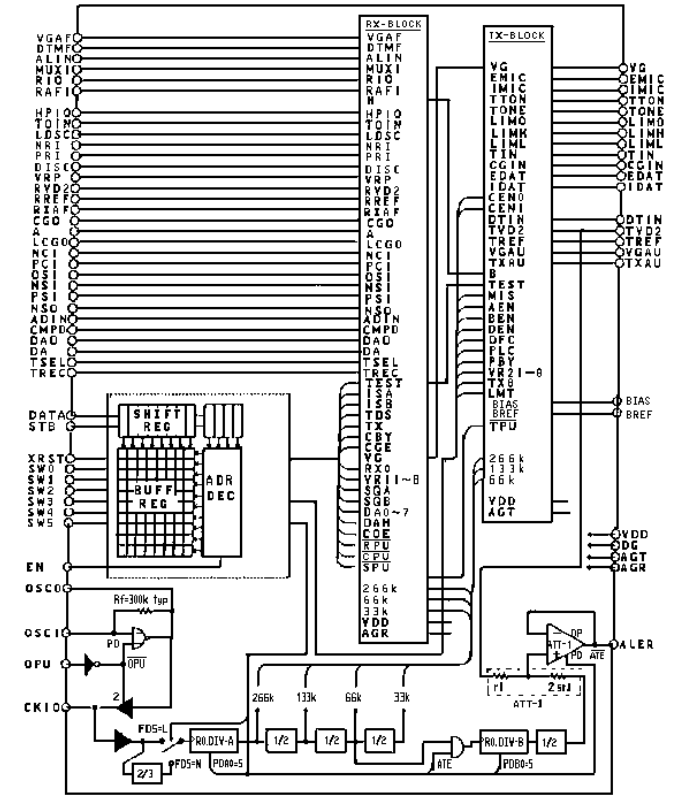 RX-BLOCK
TX-BLOCK
VGAF
DTMF
ALIN
MUXI
RIO
RAFI
HPIO
TOIN
LDSC
NRI
PRI
DISC
VRP
RVD2
RREF
RIAF
CGO
A
LCGO
NCI
PCI
OSI
NSI
PSI
NSO
ADIN
CMPD
DAO
DA
TSEL
TREC
DATA
STB
XRST
SW0
SW1
SW2
SW3
SW4
SW5
EN
OSCO
OSCI
OPU
CKIO
VGAF
DTMF
ALIN
MUXI
RIO
RAFI
H
HPIO
TOIN
LDSC
NRI
PRI
DISC
VRP
RVD2
RREF
RIAF
CGO
A
LCGO
NCI
PCI
OSI
NSI
PSI
NSO
ADIN
CMPD
DAO
DA
TSEL
TREC
TEST
ISA
ISB
TDS
TX
CBY
CGE
VG
RXO
VR11~8
SQA
SQB
DA0~7
DAH
COE
RPU
CPU
SPU
266k
66k
33k
VDD
AGR
VG
EMIC
IMIC
TTON
TONE
LIMO
LIMK
LIML
TIN
CGIN
EDAT
IDAT
CEN0
CENI
DTIN
TVD2
TREF
VGAU
TXAU
B
TEST
MIS
AEN
BEN
DEN
DFC
PLC
PBY
VR21~8
TX8
LMT
BIAS
BREF
TPU
266k
133k
66k
VDD
AGT
VG
EMIC
IMIC
TTON
TONE
LIMO
LIMH
LIML
TIN
CGIN
EDAT
IDAT
DTIN
TVD2
TREF
VGAU
TXAU
BIAS
BREF
VDD
DG
AGT
AGR
ALER
SHIFT
REG
BUFF
REG
ADR
DEC
Rf=300k typ
PD
OPU
2
OP
ATT-1
PD
ATE
r1
ATT-1
266k
133k
66k
33k
FDS=L
PRO.DIV-A
1/2
1/2
1/2
ATE
PRO.DIV-B
1/2
2/3
FDS=N
PDA0=5
PDB0=5